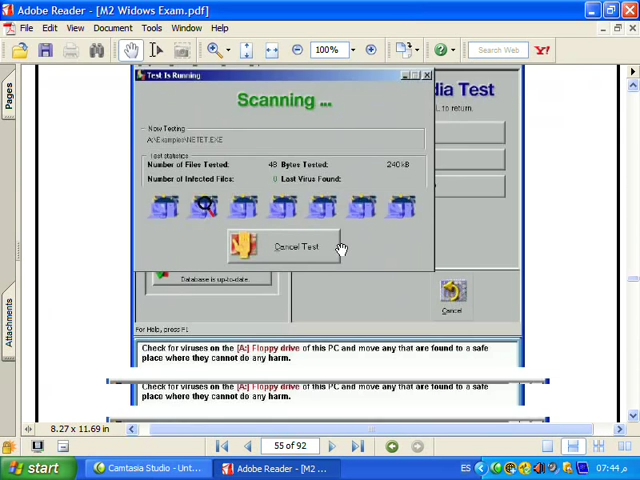 Adobe Reader - [M2 Widows Exam.pdf]
File Edit View Document Tools Window Help
100% Search Web Y!
Pages
Attachments
Test Is Running
Scanning ...
dia Test
L to return.
Now Testing
A:\Examples\NETET.EXE
Test statistics
Number of Files Tested: 48 Bytes Tested: 240 kB
Number of Infected Files: 0 Last Virus Found:
Cancel Test
Database is up-to-date.
Cancel
For Help, press F1
Check for viruses on the [A:] Floppy drive of this PC and move any that are found to a safe
place where they cannot do any harm.
Check for viruses on the [A:] Floppy drive of this PC and move any that are found to a safe
place where they cannot do any harm.
8.27 x 11.69 in
55 of 92
start Camtasia Studio - Unt... Adobe Reader - [M2 ... ES 07:44 م